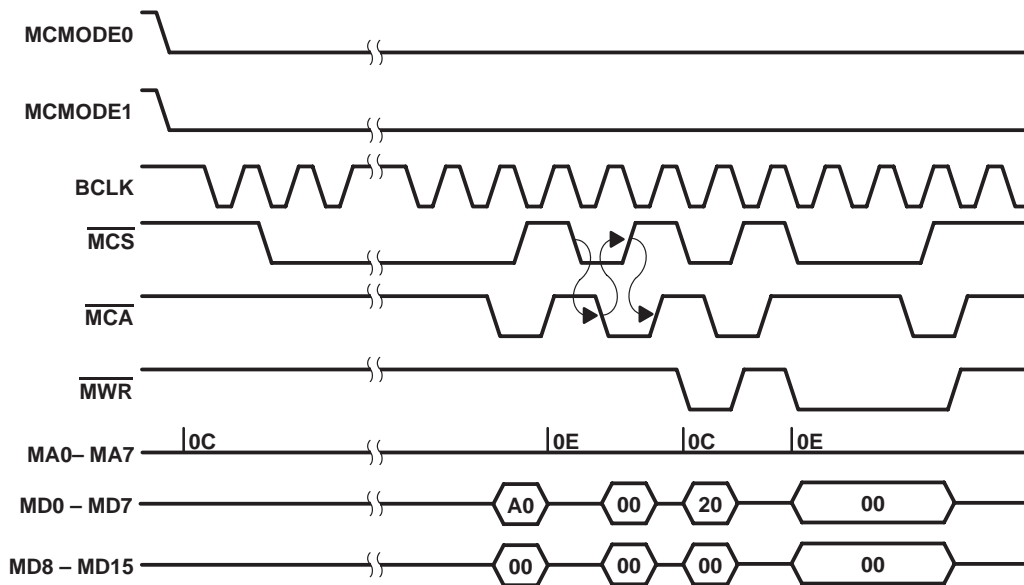 MCMODE0
MCMODE1
BCLK
MCS
MCA
MWR
MA0– MA7 0C 0E 0C 0E
MD0 – MD7 A0 00 20 00
MD8 – MD15 00 00 00 00